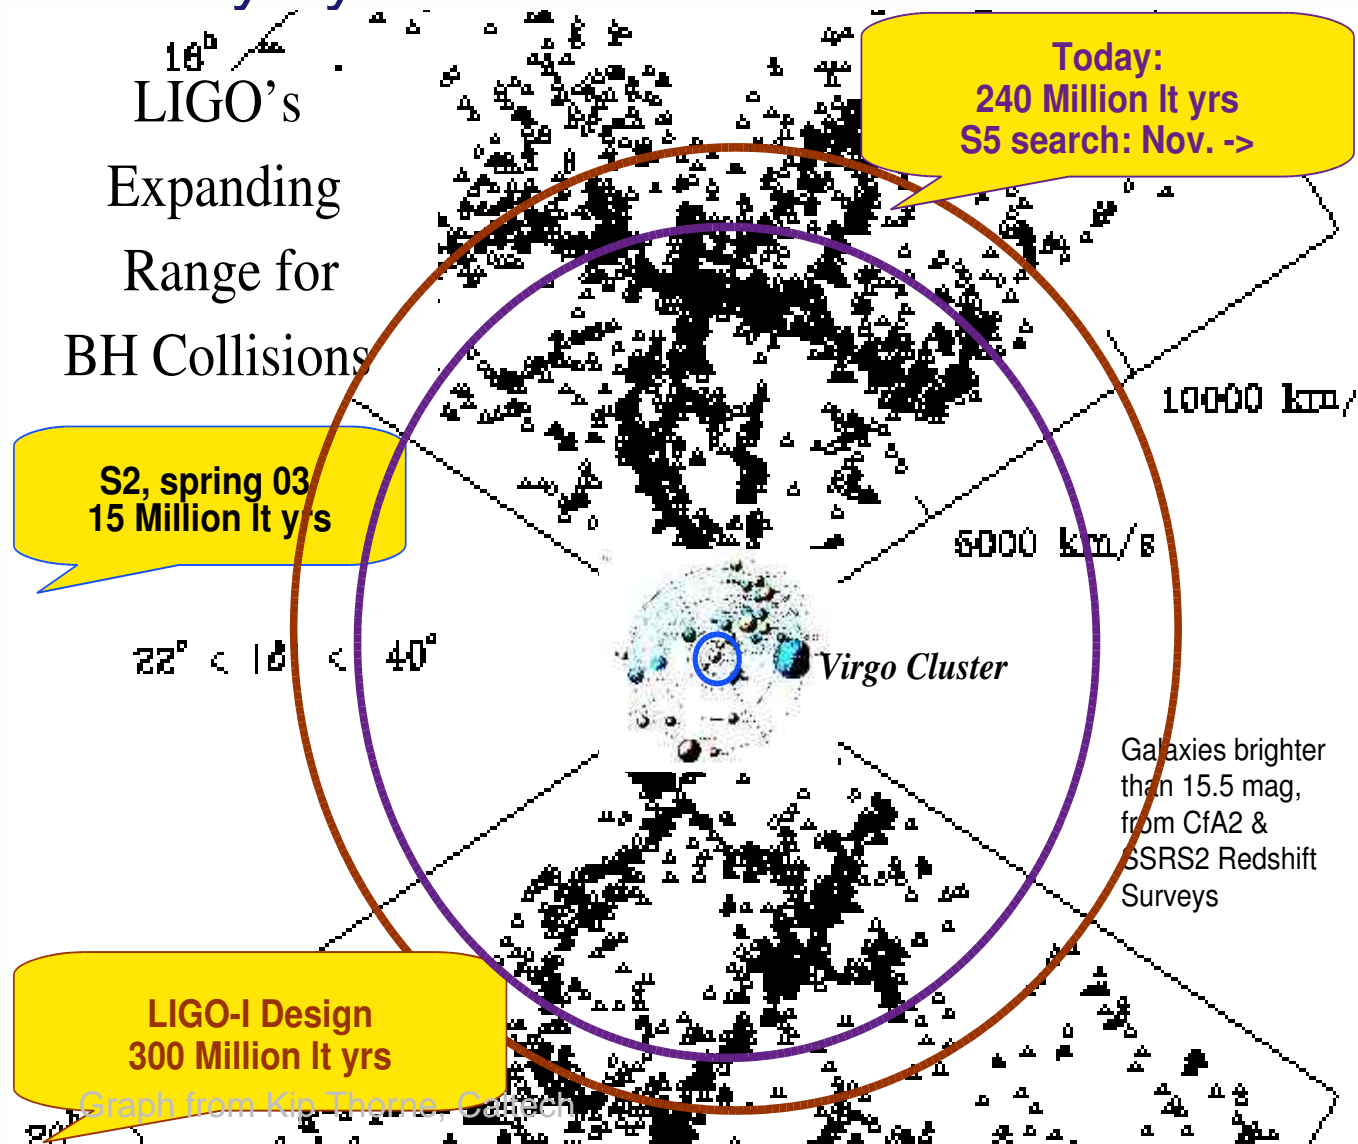 16h
LIGO's
Expanding
Range for
BH Collisions
Today:
240 Million lt yrs
S5 search: Nov. ->
10000 km/
S2, spring 03
15 Million lt yrs
6000 km/s
22° < |δ| < 40°
Virgo Cluster
Galaxies brighter
than 15.5 mag,
from CfA2 &
SSRS2 Redshift
Surveys
LIGO-I Design
300 Million lt yrs
Graph from Kip Thorne, Caltech